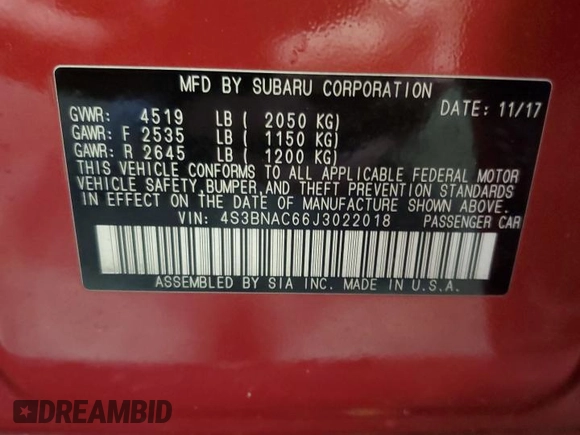 MFD BY SUBARU CORPORATION
DATE: 11/17
GVWR: 4519 LB ( 2050 KG)
GAWR: F 2535 LB ( 1150 KG)
GAWR: R 2645 LB ( 1200 KG)
THIS VEHICLE CONFORMS TO ALL APPLICABLE FEDERAL MOTOR
VEHICLE SAFETY,BUMPER,AND THEFT PREVENTION STANDARDS
IN EFFECT ON THE DATE OF MANUFACTURE SHOWN ABOVE.
VIN: 4S3BNAC66J3022018 PASSENGER CAR
ASSEMBLED BY SIA INC. MADE IN U.S.A.
DREAMBID